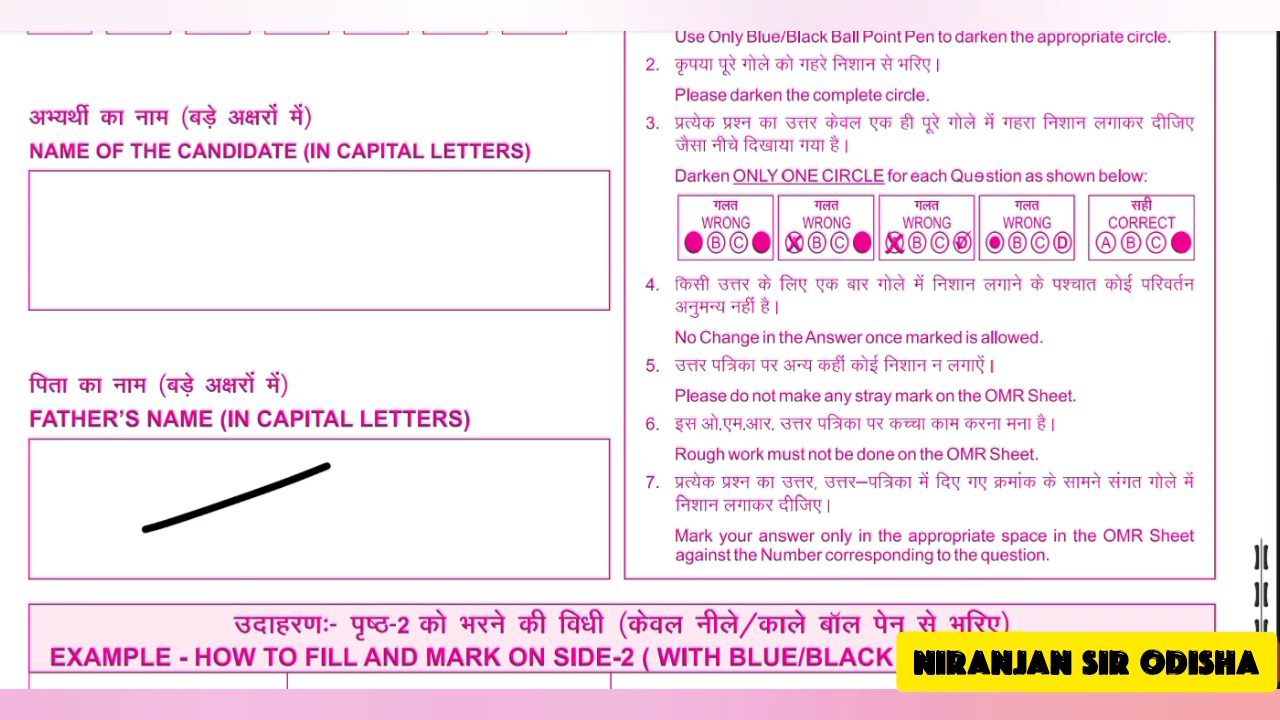 अभ्यर्थी का नाम (बड़े अक्षरों में)
NAME OF THE CANDIDATE (IN CAPITAL LETTERS)
पिता का नाम (बड़े अक्षरों में)
FATHER'S NAME (IN CAPITAL LETTERS)
Use Only Blue/Black Ball Point Pen to darken the appropriate circle.
2. कृपया पूरे गोले को गहरे निशान से भरिए।
Please darken the complete circle.
3. प्रत्येक प्रश्न का उत्तर केवल एक ही पूरे गोले में गहरा निशान लगाकर दीजिए
जैसा नीचे दिखाया गया है।
Darken ONLY ONE CIRCLE for each Question as shown below:
गलत गलत गलत गलत सही
WRONG WRONG WRONG WRONG CORRECT
B C B C B C D B C D A B C
4. किसी उत्तर के लिए एक बार गोले में निशान लगाने के पश्चात कोई परिवर्तन
अनुमन्य नहीं है।
No Change in the Answer once marked is allowed.
5. उत्तर पत्रिका पर अन्य कहीं कोई निशान न लगाऐं।
Please do not make any stray mark on the OMR Sheet.
6. इस ओ.एम.आर. उत्तर पत्रिका पर कच्चा काम करना मना है।
Rough work must not be done on the OMR Sheet.
7. प्रत्येक प्रश्न का उत्तर, उत्तर–पत्रिका में दिए गए क्रमांक के सामने संगत गोले में
निशान लगाकर दीजिए।
Mark your answer only in the appropriate space in the OMR Sheet
against the Number corresponding to the question.
उदाहरणः- पृष्ठ-2 को भरने की विधी (केवल नीले/काले बॉल पेन से भरिए)
EXAMPLE - HOW TO FILL AND MARK ON SIDE-2 ( WITH BLUE/BLACK
NIRANJAN SIR ODISHA